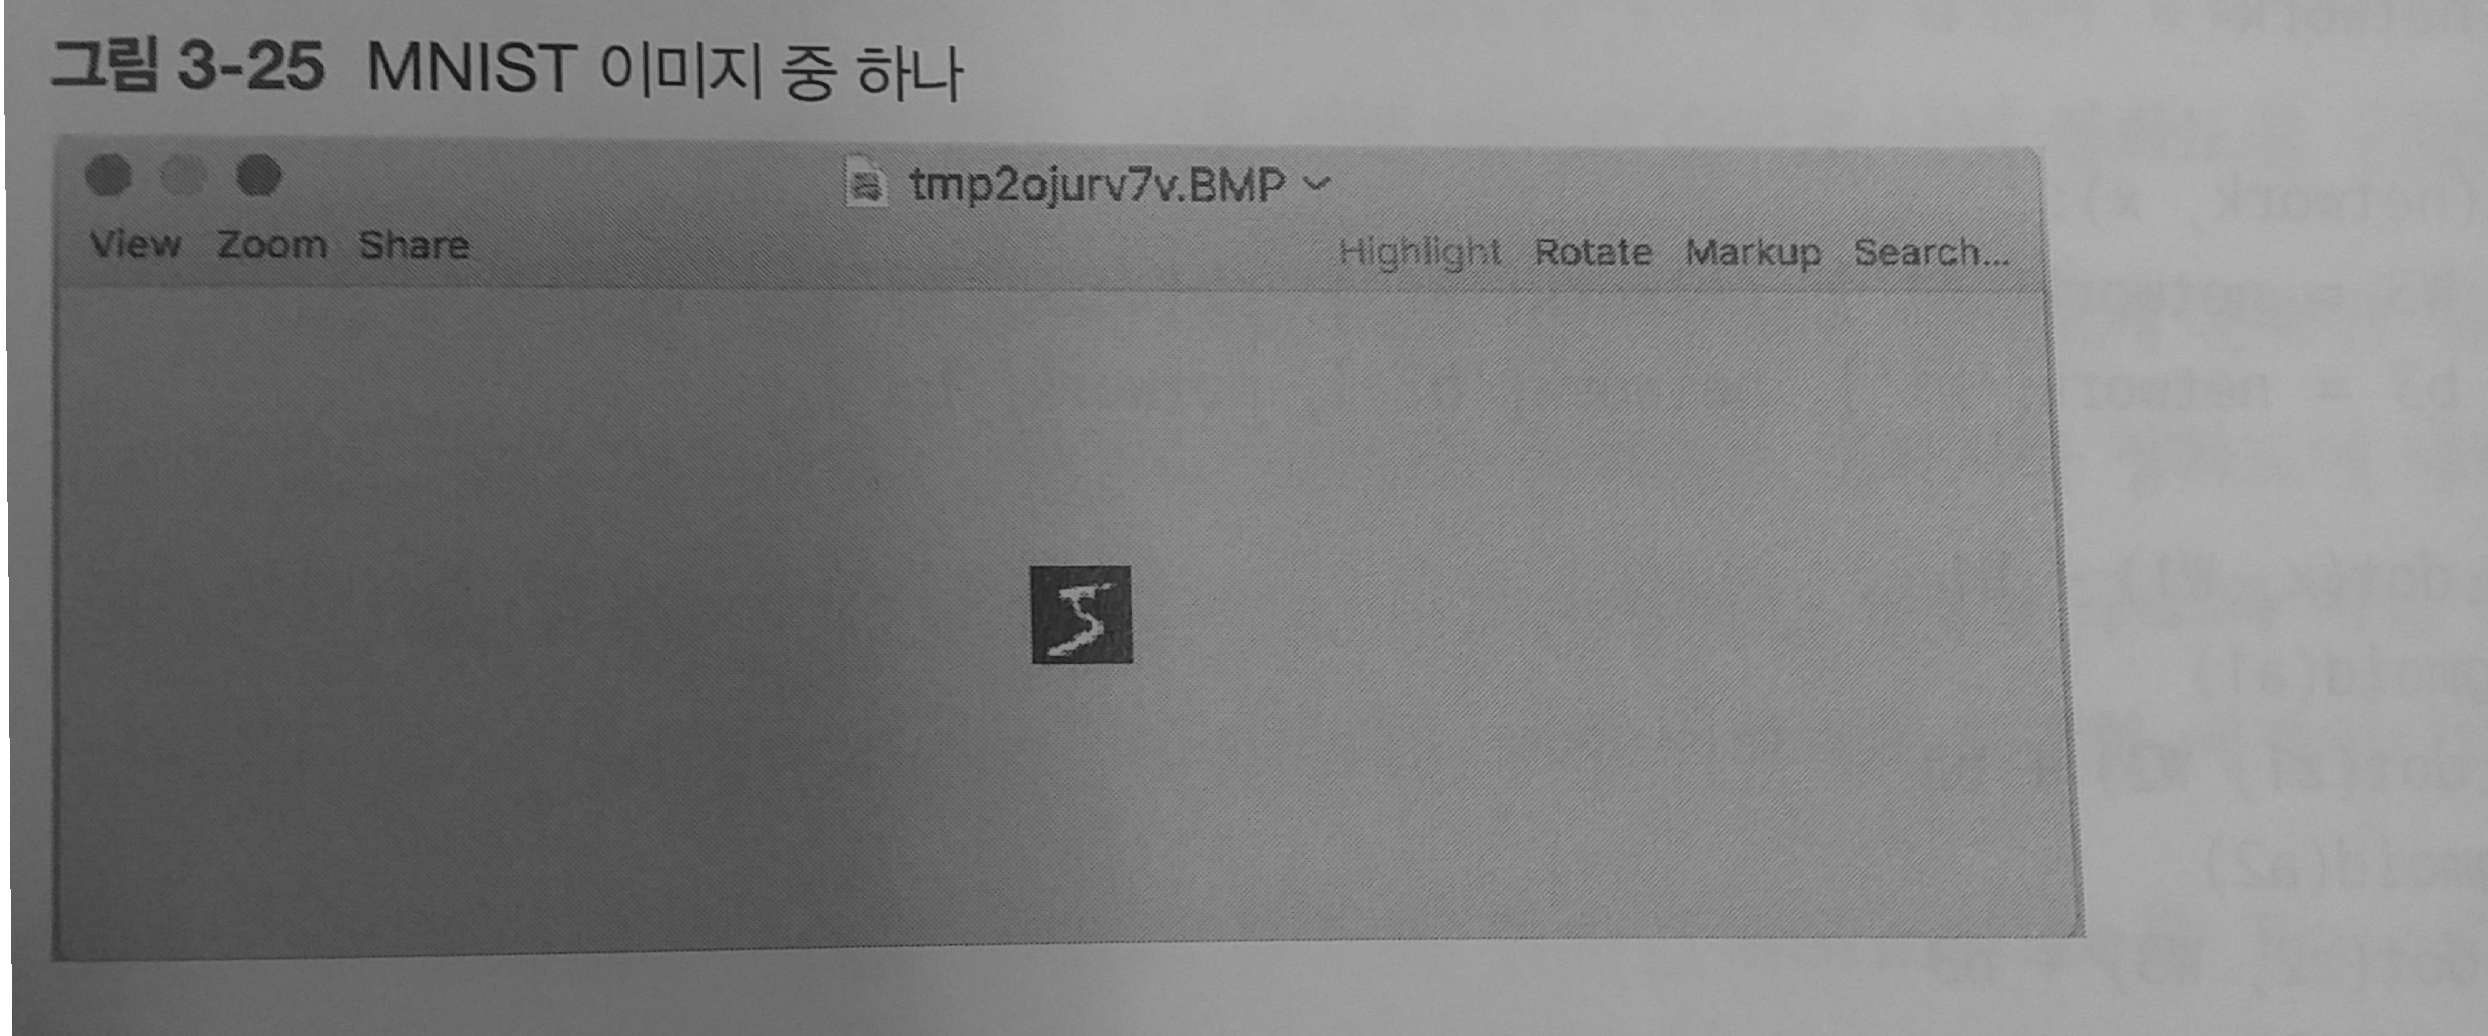 그림 3-25 MNIST 이미지 중 하나
tmp2ojurv7v.BMP
View Zoom Share
Highlight Rotate Markup Search...
5